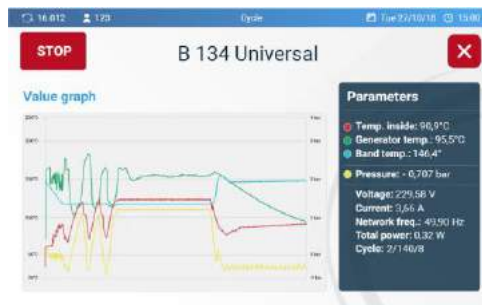 16 012 123 Cycle Tue 27/10/18 15:00
STOP
B 134 Universal
Value graph
Parameters
Temp. inside: 90,9°C
Generator temp.: 95,5°C
Band temp.: 146,4°
Pressure: - 0,707 bar
Voltage: 229,58 V
Current: 3,66 A
Network freq.: 49,90 Hz
Total power: 0,32 W
Cycle: 2/140/8